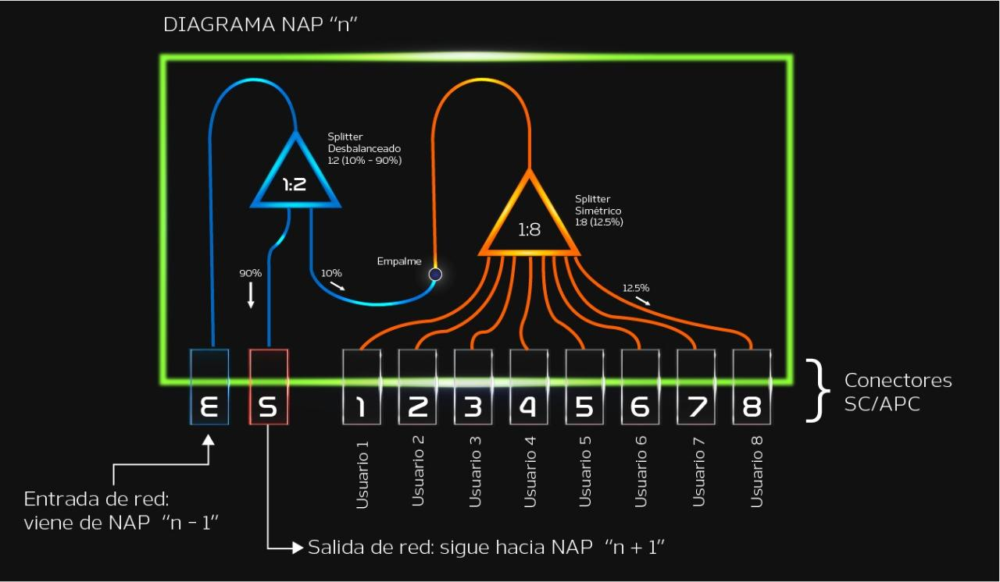 DIAGRAMA NAP “n”
Splitter
Desbalanceado
1:2 (10% - 90%)
1:2
Splitter
Simétrico
1:8 (12.5%)
1:8
Empalme
90%
10%
12.5%
E
S
1
2
3
4
5
6
7
8
Conectores
SC/APC
Usuario 1
Usuario 2
Usuario 3
Usuario 4
Usuario 5
Usuario 6
Usuario 7
Usuario 8
Entrada de red:
viene de NAP “n - 1”
Salida de red: sigue hacia NAP “n + 1”